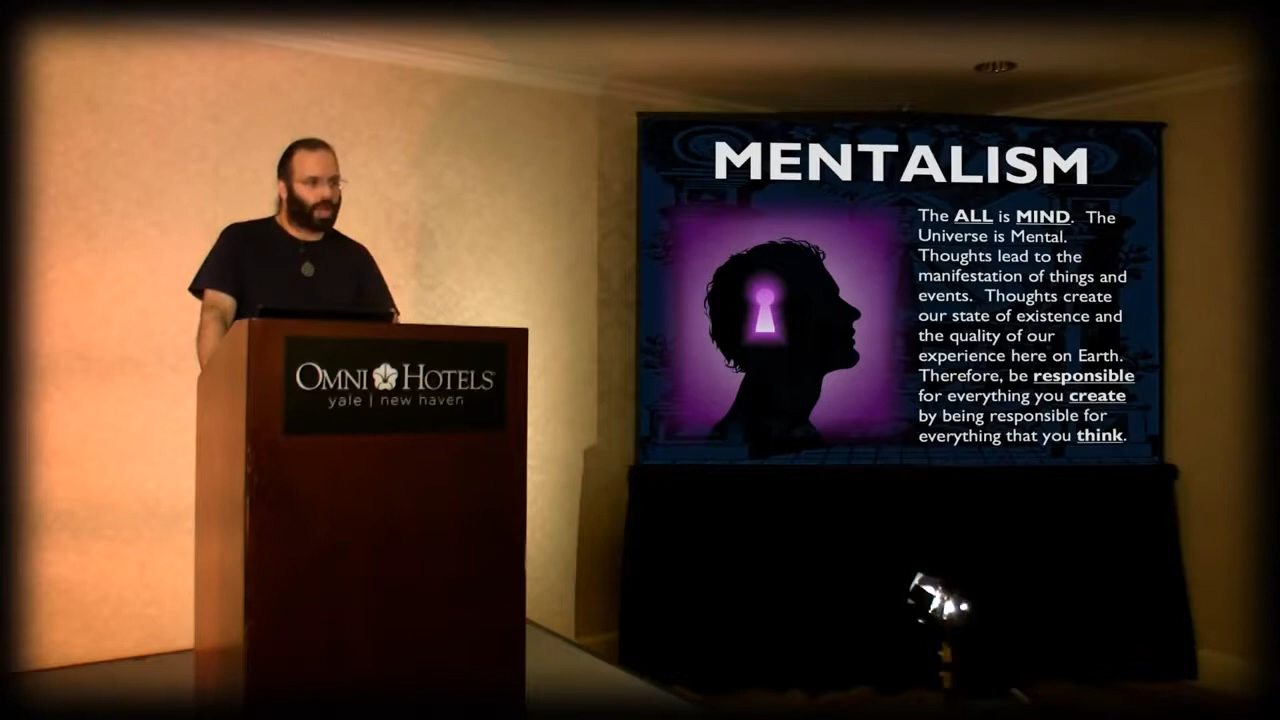 MENTALISM
The ALL is MIND. The
Universe is Mental.
Thoughts lead to the
manifestation of things and
events. Thoughts create
our state of existence and
the quality of our
experience here on Earth.
Therefore, be responsible
for everything you create
by being responsible for
everything that you think.
OMNI HOTELS
yale | new haven